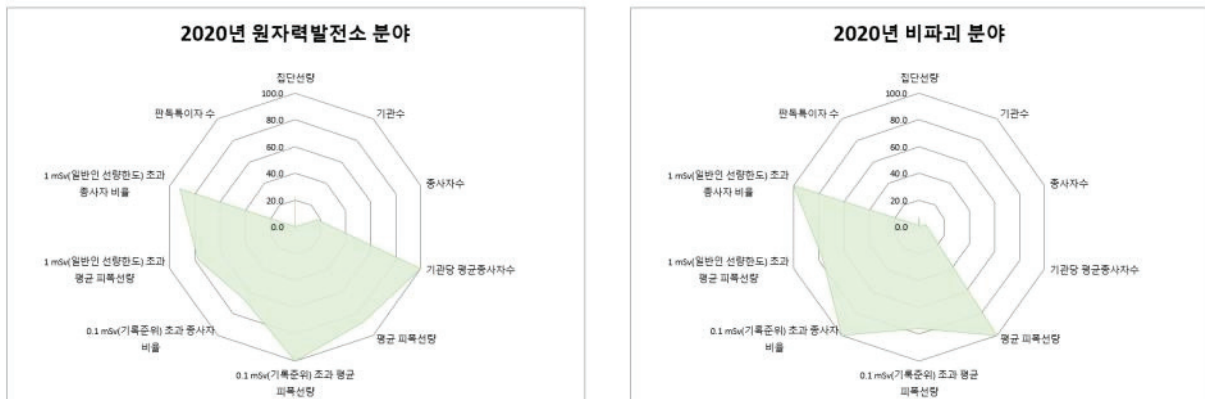 2020년 원자력발전소 분야
집단선량
100.0
80.0
60.0
40.0
20.0
0.0
기관수
종사자수
기관당 평균종사자수
평균 피폭선량
0.1 mSv(기록준위) 초과 평균
피폭선량
0.1 mSv(기록준위) 초과 종사자
비율
1 mSv(일반인 선량한도) 초과
평균 피폭선량
1 mSv(일반인 선량한도) 초과
종사자 비율
판독특이자 수
2020년 비파괴 분야
집단선량
100.0
80.0
60.0
40.0
20.0
0.0
기관수
종사자수
기관당 평균종사자수
평균 피폭선량
0.1 mSv(기록준위) 초과 평균
피폭선량
0.1 mSv(기록준위) 초과 종사자
비율
1 mSv(일반인 선량한도) 초과
평균 피폭선량
1 mSv(일반인 선량한도) 초과
종사자 비율
판독특이자 수